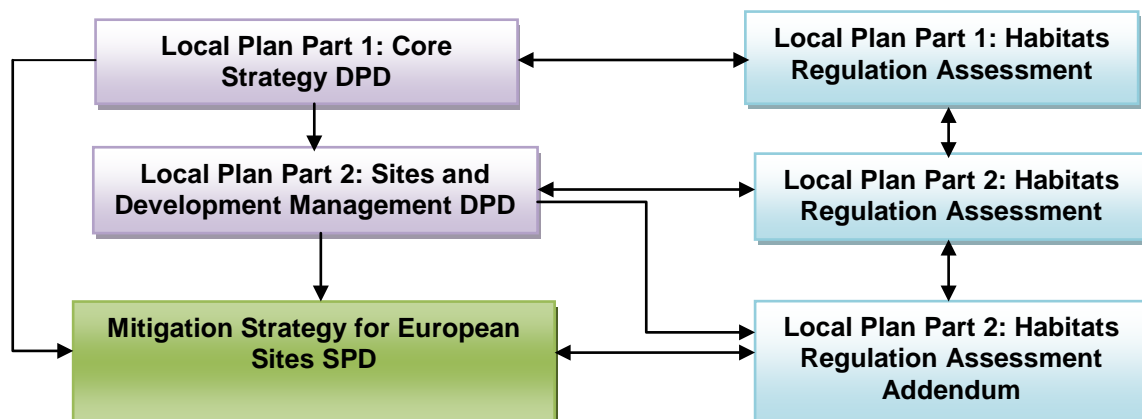 Local Plan Part 1: Core
Strategy DPD
Local Plan Part 1: Habitats
Regulation Assessment
Local Plan Part 2: Sites and
Development Management DPD
Local Plan Part 2: Habitats
Regulation Assessment
Mitigation Strategy for European
Sites SPD
Local Plan Part 2: Habitats
Regulation Assessment
Addendum